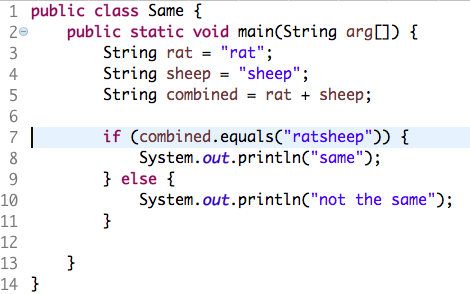 1 public class Same {
2 public static void main(String arg[]) {
3 String rat = "rat";
4 String sheep = "sheep";
5 String combined = rat + sheep;
6
7 if (combined.equals("ratsheep")) {
8 System.out.println("same");
9 } else {
10 System.out.println("not the same");
11 }
12
13 }
14 }